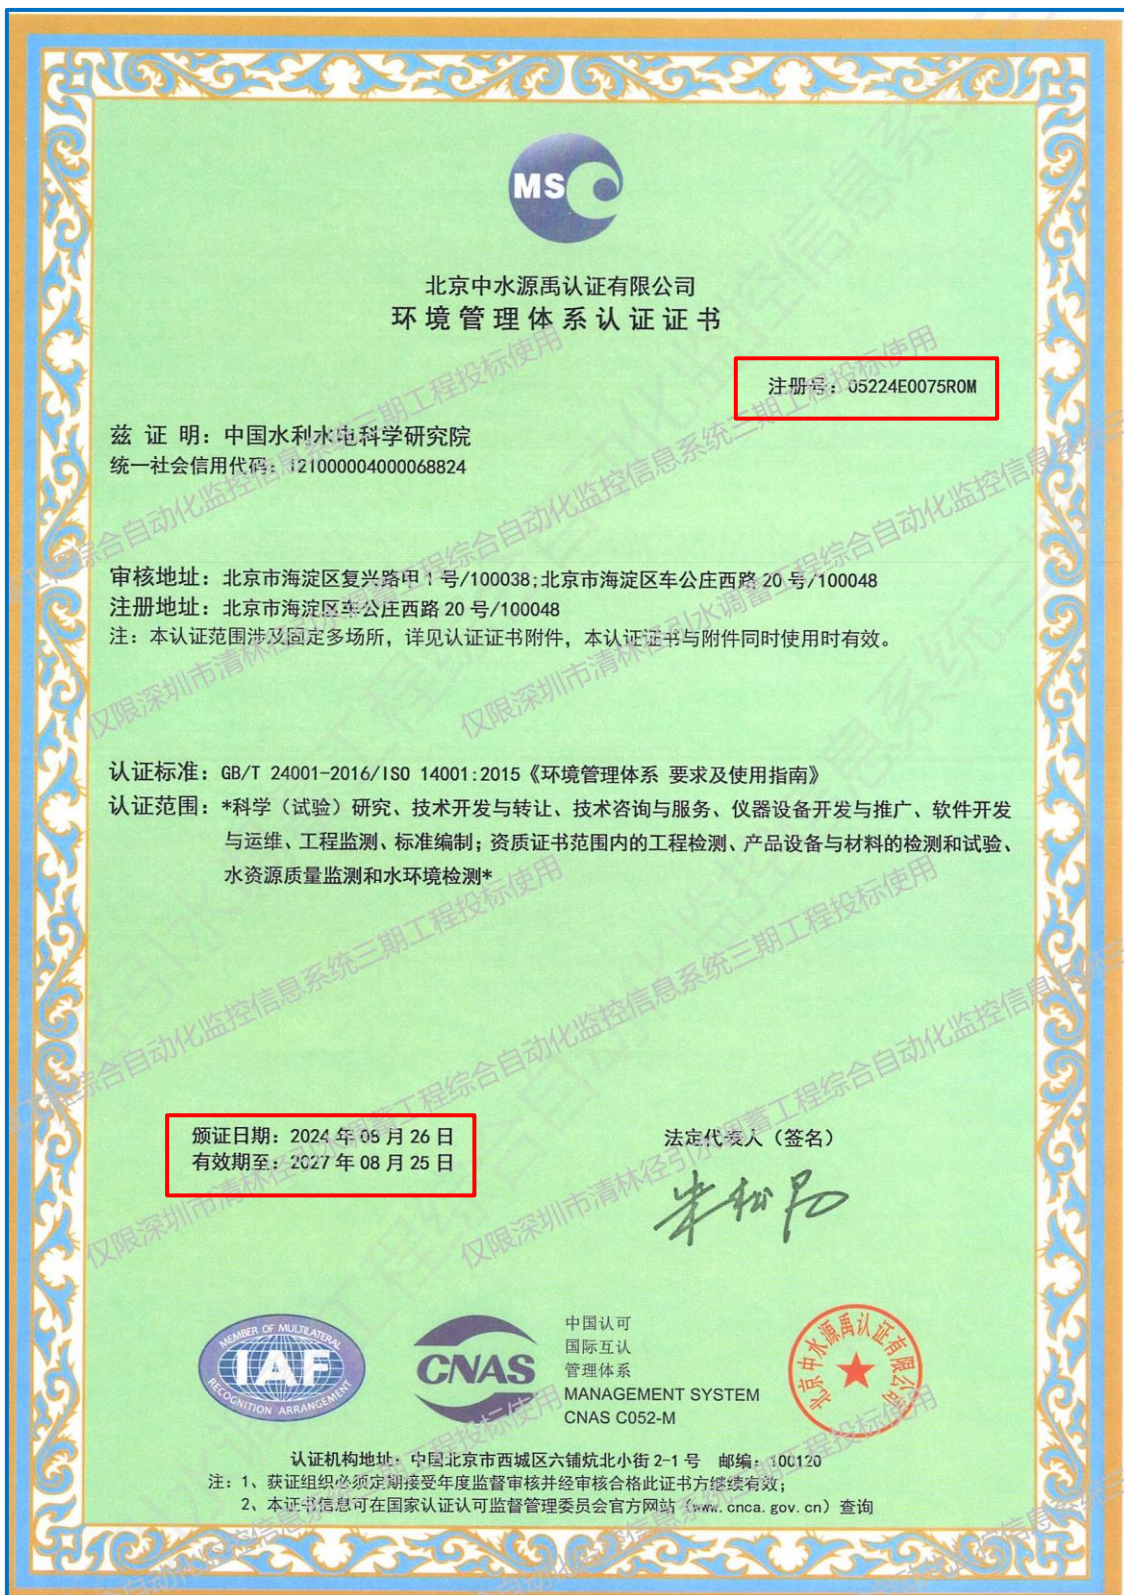 MSC
北京中水源禹认证有限公司
环境管理体系认证证书
注册号：05224E0075R0M
兹 证 明：中国水利水电科学研究院
统一社会信用代码：121000004000068824
审核地址：北京市海淀区复兴路甲1号/100038;北京市海淀区车公庄西路20号/100048
注册地址：北京市海淀区车公庄西路20号/100048
注：本认证范围涉及固定多场所，详见认证证书附件，本认证证书与附件同时使用时有效。
认证标准：GB/T 24001-2016/ISO 14001:2015《环境管理体系 要求及使用指南》
认证范围：*科学（试验）研究、技术开发与转让、技术咨询与服务、仪器设备开发与推广、软件开发
与运维、工程监测、标准编制；资质证书范围内的工程检测、产品设备与材料的检测和试验、
水资源质量监测和水环境检测*
颁证日期：2024年08月26日
有效期至：2027年08月25日
法定代表人（签名）
MEMBER OF MULTILATERAL
IAF
RECOGNITION ARRANGEMENT
CNAS
中国认可
国际互认
管理体系
MANAGEMENT SYSTEM
CNAS C052-M
北京中水源禹认证有限公司
认证机构地址：中国北京市西城区六铺炕北小街2-1号 邮编：100120
注：1、获证组织必须定期接受年度监督审核并经审核合格此证书方继续有效；
2、本证书信息可在国家认证认可监督管理委员会官方网站（www.cnca.gov.cn）查询
仅限深圳市清林径引水调蓄工程综合自动化监控信息系统三期工程投标使用